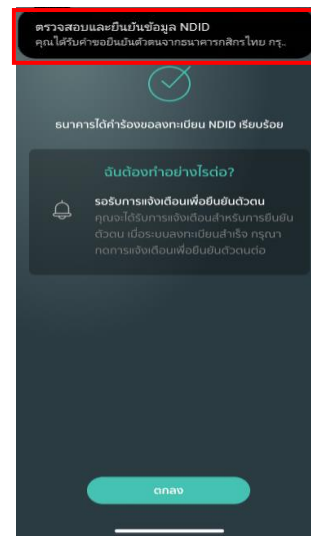 ตรวจสอบและยืนยันข้อมูล NDID
คุณได้รับคำขอยืนยันตัวตนจากธนาคารกสิกรไทย กรุ..
ธนาคารได้คำร้องขอลงทะเบียน NDID เรียบร้อย
ฉันต้องทำอย่างไรต่อ?
รอรับการแจ้งเตือนเพื่อยืนยันตัวตน
คุณจะได้รับการแจ้งเตือนสำหรับการยืนยัน
ตัวตน เมื่อระบบลงทะเบียนสำเร็จ กรุณา
กดการแจ้งเตือนเพื่อยืนยันตัวตนต่อ
ตกลง